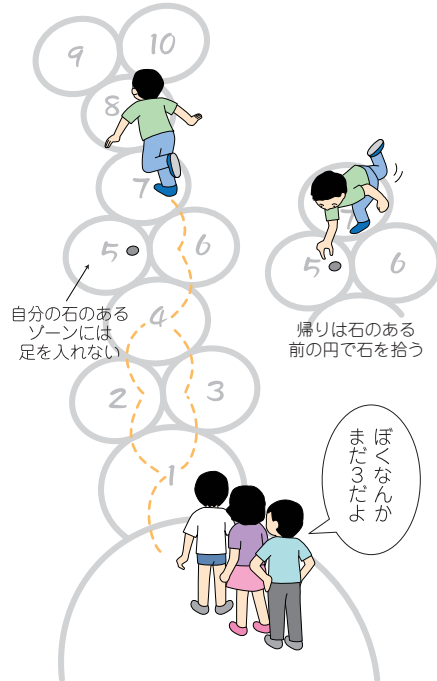 9 10
8
7
5 6
4
2 3
1
自分の石のある
ゾーンには
足を入れない
5 6
帰りは石のある
前の円で石を拾う
ぼくなんか
まだ3だよ